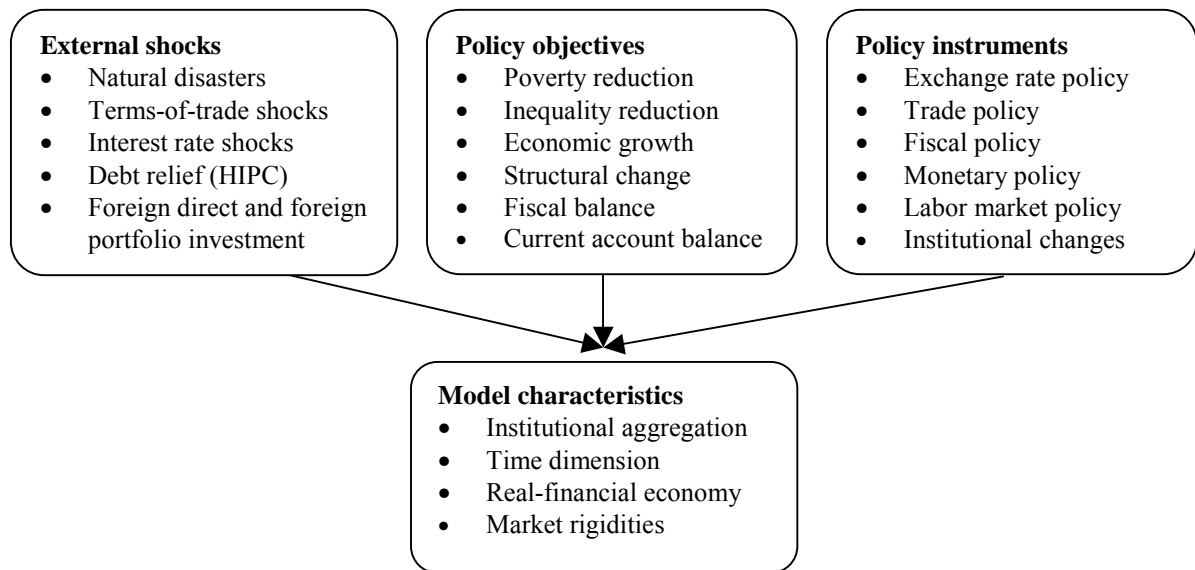 External shocks
• Natural disasters
• Terms-of-trade shocks
• Interest rate shocks
• Debt relief (HIPC)
• Foreign direct and foreign
portfolio investment
Policy objectives
• Poverty reduction
• Inequality reduction
• Economic growth
• Structural change
• Fiscal balance
• Current account balance
Policy instruments
• Exchange rate policy
• Trade policy
• Fiscal policy
• Monetary policy
• Labor market policy
• Institutional changes
Model characteristics
• Institutional aggregation
• Time dimension
• Real-financial economy
• Market rigidities